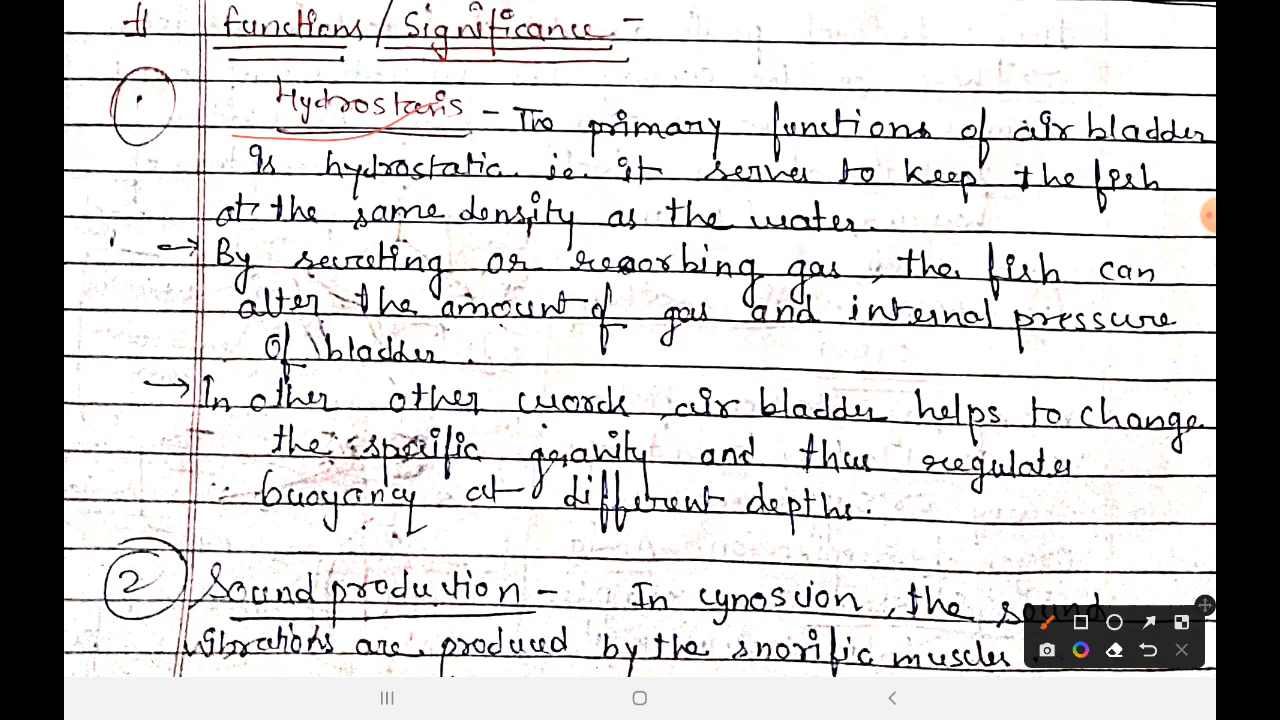 # Functions / Significance -
1. Hydrostasis - The primary functions of air bladder
is hydrostatic i.e. it serves to keep the fish
at the same density as the water.
→ By secreting or reaorbing gas, the fish can
alter the amount of gas and internal pressure
of bladder.
→ In other other words, air bladder helps to change
the specific gravity and thus regulates
buoyancy at different depths.
2 Sound production - In cynoscion, the sound
vibrations are produced by the snorific muscles